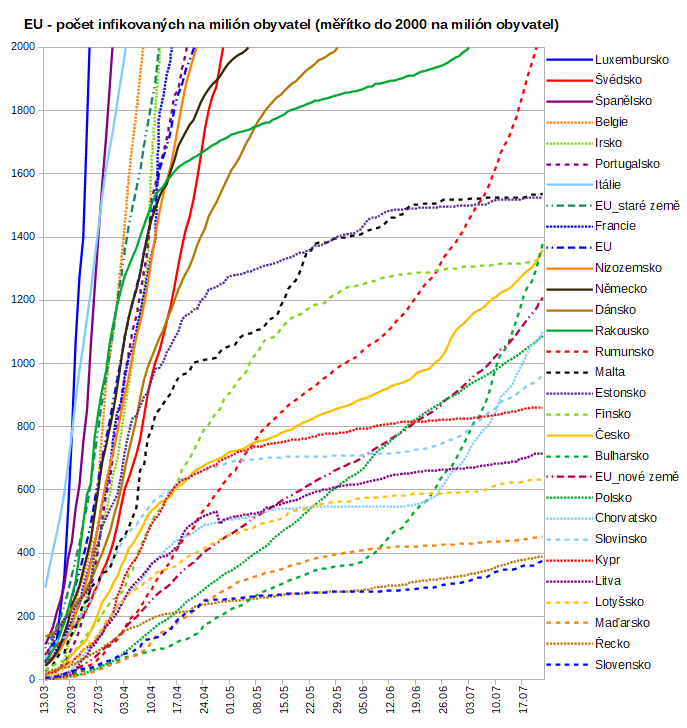 EU - počet infikovaných na milión obyvatel (měřítko do 2000 na milión obyvatel)
2000
1800
1600
1400
1200
1000
800
600
400
200
0
13.03
20.03
27.03
03.04
10.04
17.04
24.04
01.05
08.05
15.05
22.05
29.05
05.06
12.06
19.06
26.06
03.07
10.07
17.07
Luxembursko
Švédsko
Španělsko
Belgie
Irsko
Portugalsko
Itálie
EU_staré země
Francie
EU
Nizozemsko
Německo
Dánsko
Rakousko
Rumunsko
Malta
Estonsko
Finsko
Česko
Bulharsko
EU_nové země
Polsko
Chorvatsko
Slovinsko
Kypr
Litva
Lotyšsko
Maďarsko
Řecko
Slovensko